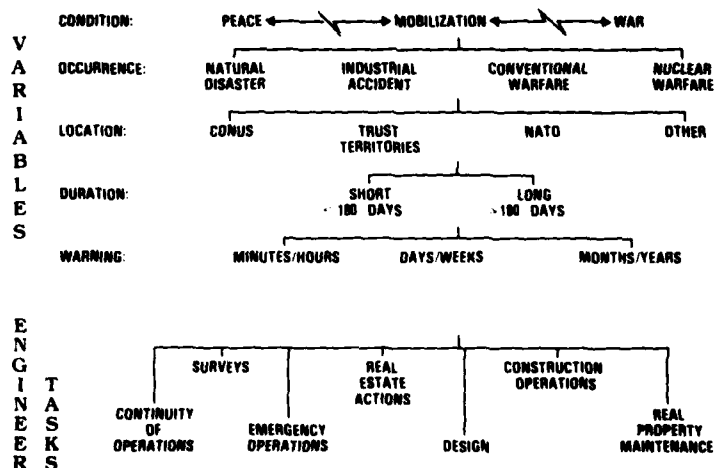 VARIABLES
CONDITION: PEACE MOBILIZATION WAR
OCCURRENCE: NATURAL INDUSTRIAL CONVENTIONAL NUCLEAR
DISASTER ACCIDENT WARFARE WARFARE
LOCATION: CONUS TRUST NATO OTHER
TERRITORIES
DURATION: SHORT LONG
180 DAYS > 180 DAYS
WARNING: MINUTES/HOURS DAYS/WEEKS MONTHS/YEARS
ENGINEER
TASKS
SURVEYS REAL CONSTRUCTION
ESTATE OPERATIONS
ACTIONS
CONTINUITY REAL
OF EMERGENCY PROPERTY
OPERATIONS OPERATIONS DESIGN MAINTENANCE